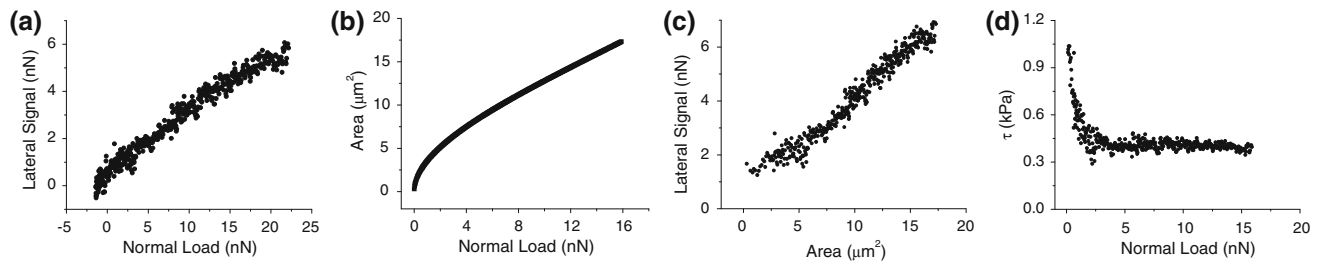 (a)
Lateral Signal (nN)
6
4
2
0
-5 0 5 10 15 20 25
Normal Load (nN)
(b)
Area (μm²)
20
15
10
5
0
0 4 8 12 16
Normal Load (nN)
(c)
Lateral Signal (nN)
6
4
2
0
0 5 10 15 20
Area (μm²)
(d)
τ (kPa)
1.2
0.9
0.6
0.3
0.0
0 5 10 15 20
Normal Load (nN)